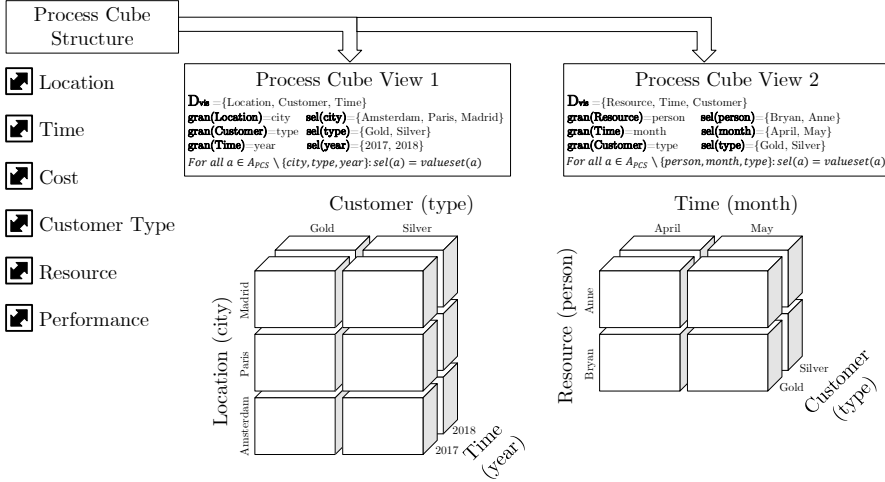 Process Cube
Structure
Location
Time
Cost
Customer Type
Resource
Performance
Process Cube View 1
D_vis ={Location, Customer, Time}
gran(Location)=city sel(city)={Amsterdam, Paris, Madrid}
gran(Customer)=type sel(type)={Gold, Silver}
gran(Time)=year sel(year)={2017, 2018}
For all a ∈ A_PCS \ {city, type, year}: sel(a) = valueset(a)
Customer (type)
Gold Silver
Location (city)
Madrid
Paris
Amsterdam
2018
2017
Time
(year)
Process Cube View 2
D_vis ={Resource, Time, Customer}
gran(Resource)=person sel(person)={Bryan, Anne}
gran(Time)=month sel(month)={April, May}
gran(Customer)=type sel(type)={Gold, Silver}
For all a ∈ A_PCS \ {person, month, type}: sel(a) = valueset(a)
Time (month)
April May
Resource (person)
Anne
Bryan
Silver
Gold
Customer
(type)